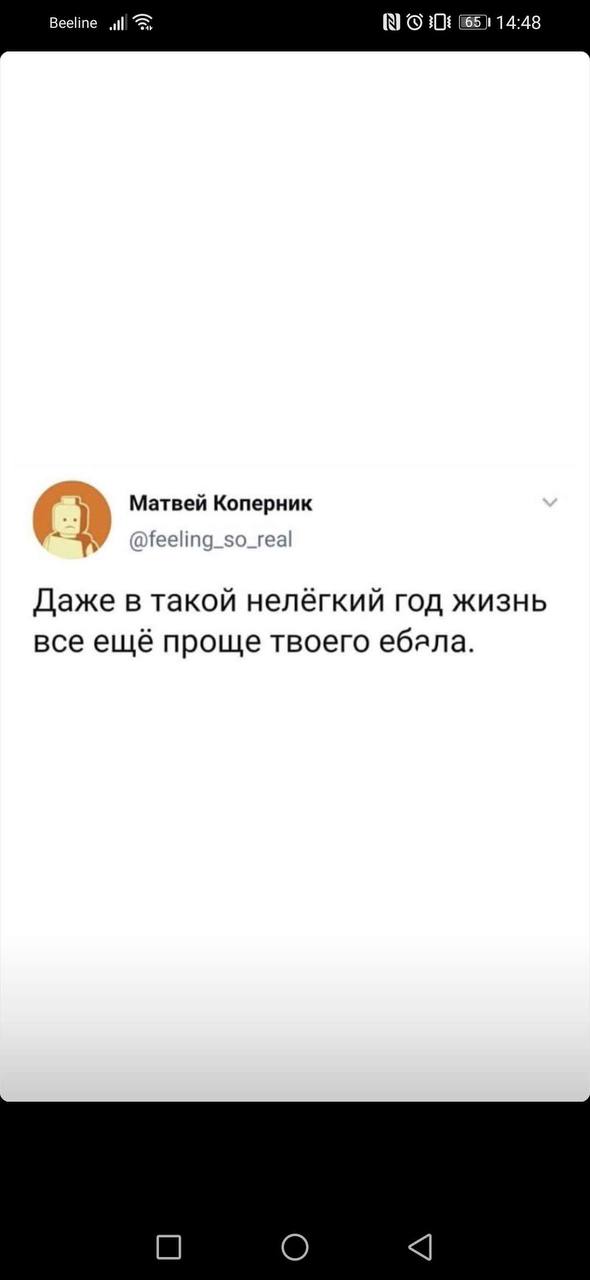 Beeline 65 14:48
Матвей Коперник
@feeling_so_real
Даже в такой нелёгкий год жизнь
все ещё проще твоего ебала.